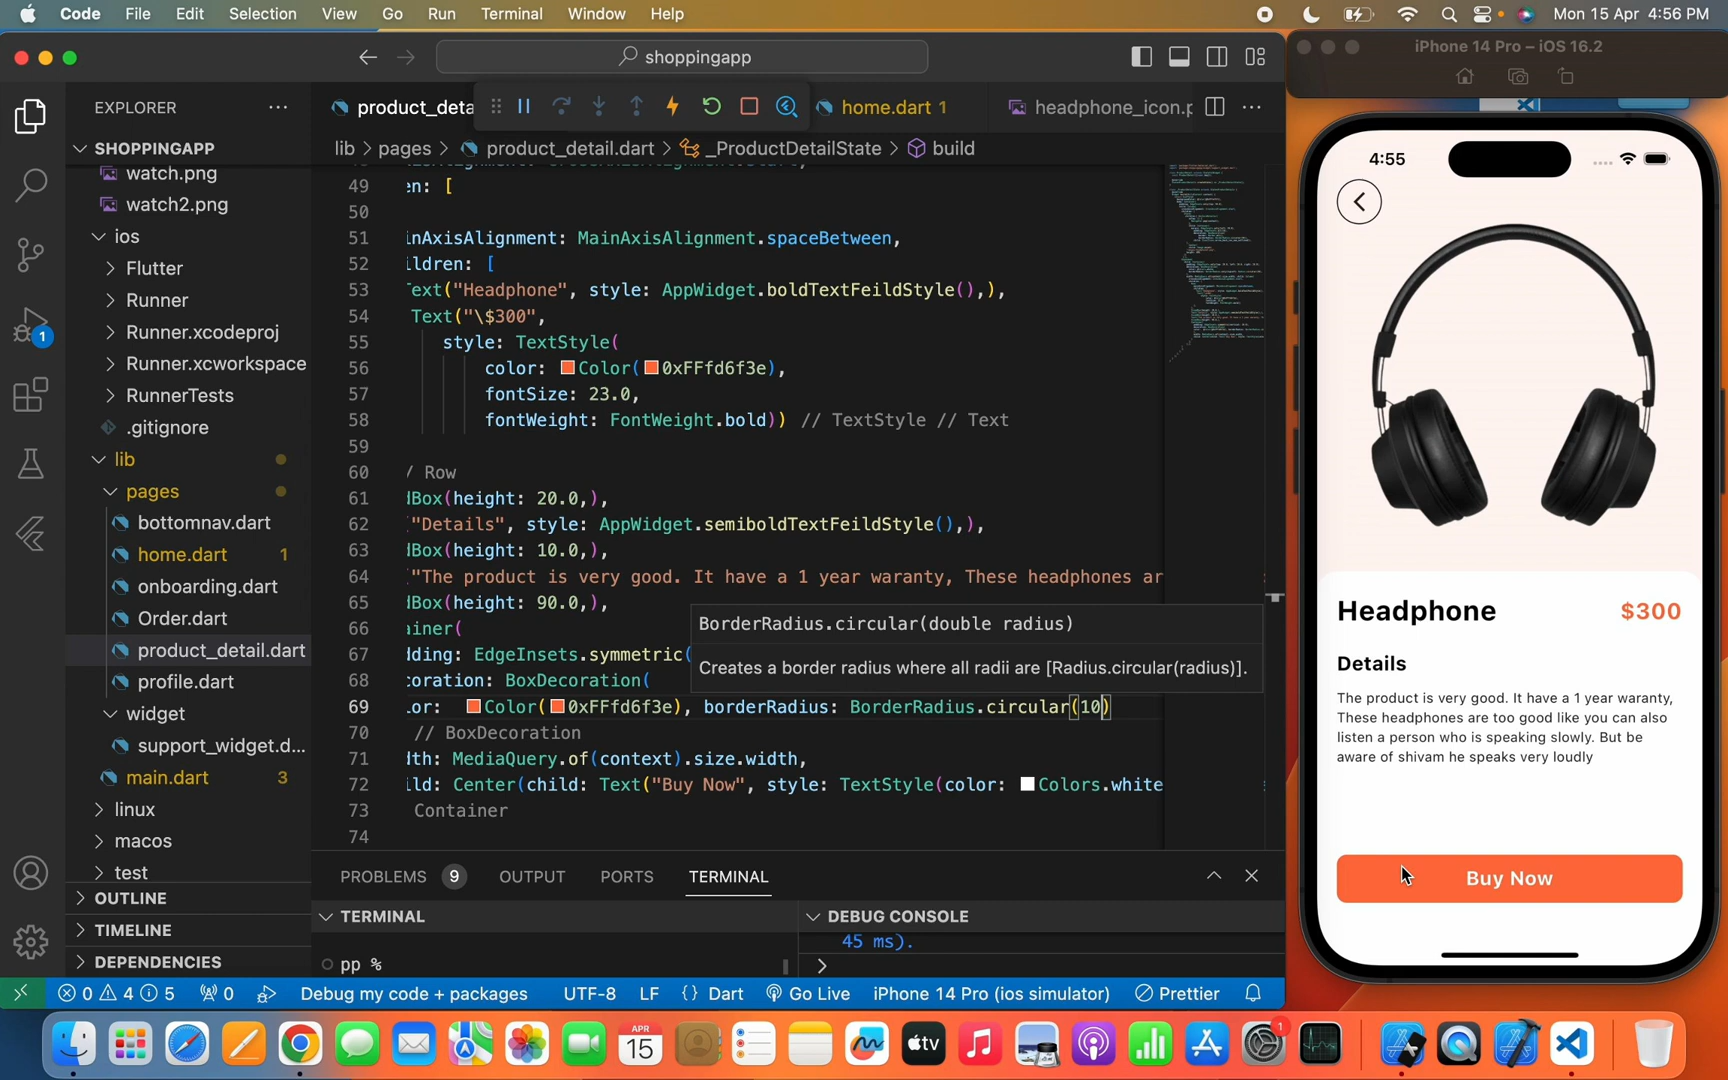 Code File Edit Selection View Go Run Terminal Window Help Mon 15 Apr 4:56 PM
shoppingapp
EXPLORER
SHOPPINGAPP
watch.png
watch2.png
ios
Flutter
Runner
Runner.xcodeproj
Runner.xcworkspace
RunnerTests
.gitignore
lib
pages
bottomnav.dart
home.dart 1
onboarding.dart
Order.dart
product_detail.dart
profile.dart
widget
support_widget.d...
main.dart 3
linux
macos
test
OUTLINE
TIMELINE
DEPENDENCIES
1
product_deta home.dart 1 headphone_icon.p
lib > pages > product_detail.dart > _ProductDetailState > build
49 en: [
50
51 inAxisAlignment: MainAxisAlignment.spaceBetween,
52 ildren: [
53 Text("Headphone", style: AppWidget.boldTextFeildStyle(),),
54 Text("\$300",
55 style: TextStyle(
56 color: Color(0xFFfd6f3e),
57 fontSize: 23.0,
58 fontWeight: FontWeight.bold)) // TextStyle // Text
59
60 / Row
61 dBox(height: 20.0,),
62 "Details", style: AppWidget.semiboldTextFeildStyle(),),
63 dBox(height: 10.0,),
64 "The product is very good. It have a 1 year waranty, These headphones ar
65 dBox(height: 90.0,),
66 ainer(
67 dding: EdgeInsets.symmetric(
68 coration: BoxDecoration(
69 lor: Color(0xFFfd6f3e), borderRadius: BorderRadius.circular(10)
70 // BoxDecoration
71 dth: MediaQuery.of(context).size.width,
72 ild: Center(child: Text("Buy Now", style: TextStyle(color: Colors.white
73 Container
74
BorderRadius.circular(double radius)
Creates a border radius where all radii are [Radius.circular(radius)].
PROBLEMS 9 OUTPUT PORTS TERMINAL
TERMINAL
pp %
DEBUG CONSOLE
45 ms).
>
0 4 5 0 Debug my code + packages UTF-8 LF {} Dart Go Live iPhone 14 Pro (ios simulator) Prettier
iPhone 14 Pro – iOS 16.2
4:55
Headphone $300
Details
The product is very good. It have a 1 year waranty,
These headphones are too good like you can also
listen a person who is speaking slowly. But be
aware of shivam he speaks very loudly
Buy Now
APR
15
tv
1